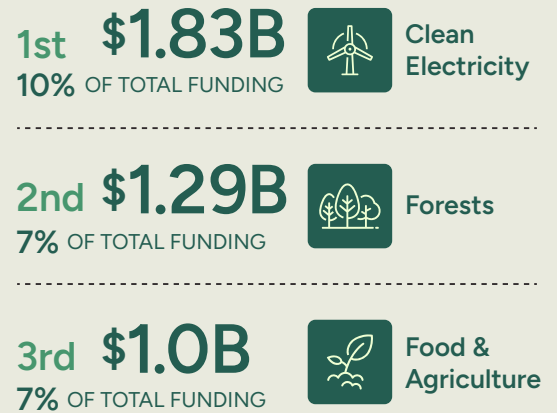 1st $1.83B
10% OF TOTAL FUNDING
Clean
Electricity
2nd $1.29B
7% OF TOTAL FUNDING
Forests
3rd $1.0B
7% OF TOTAL FUNDING
Food &
Agriculture